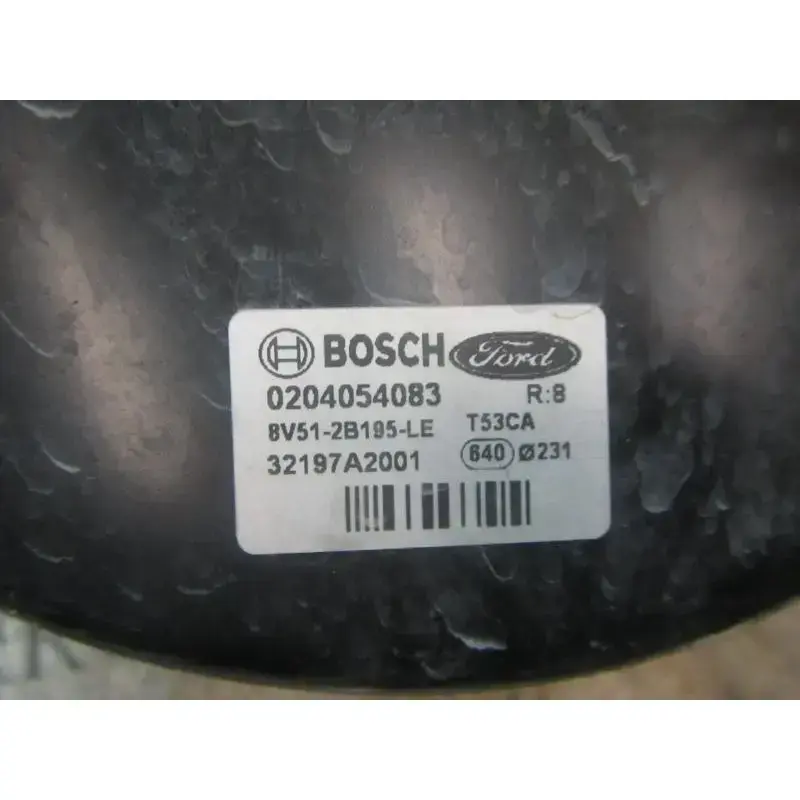 BOSCH Ford
0204054083 R:8
8V51-2B195-LE T53CA
32197A2001 640 Ø231